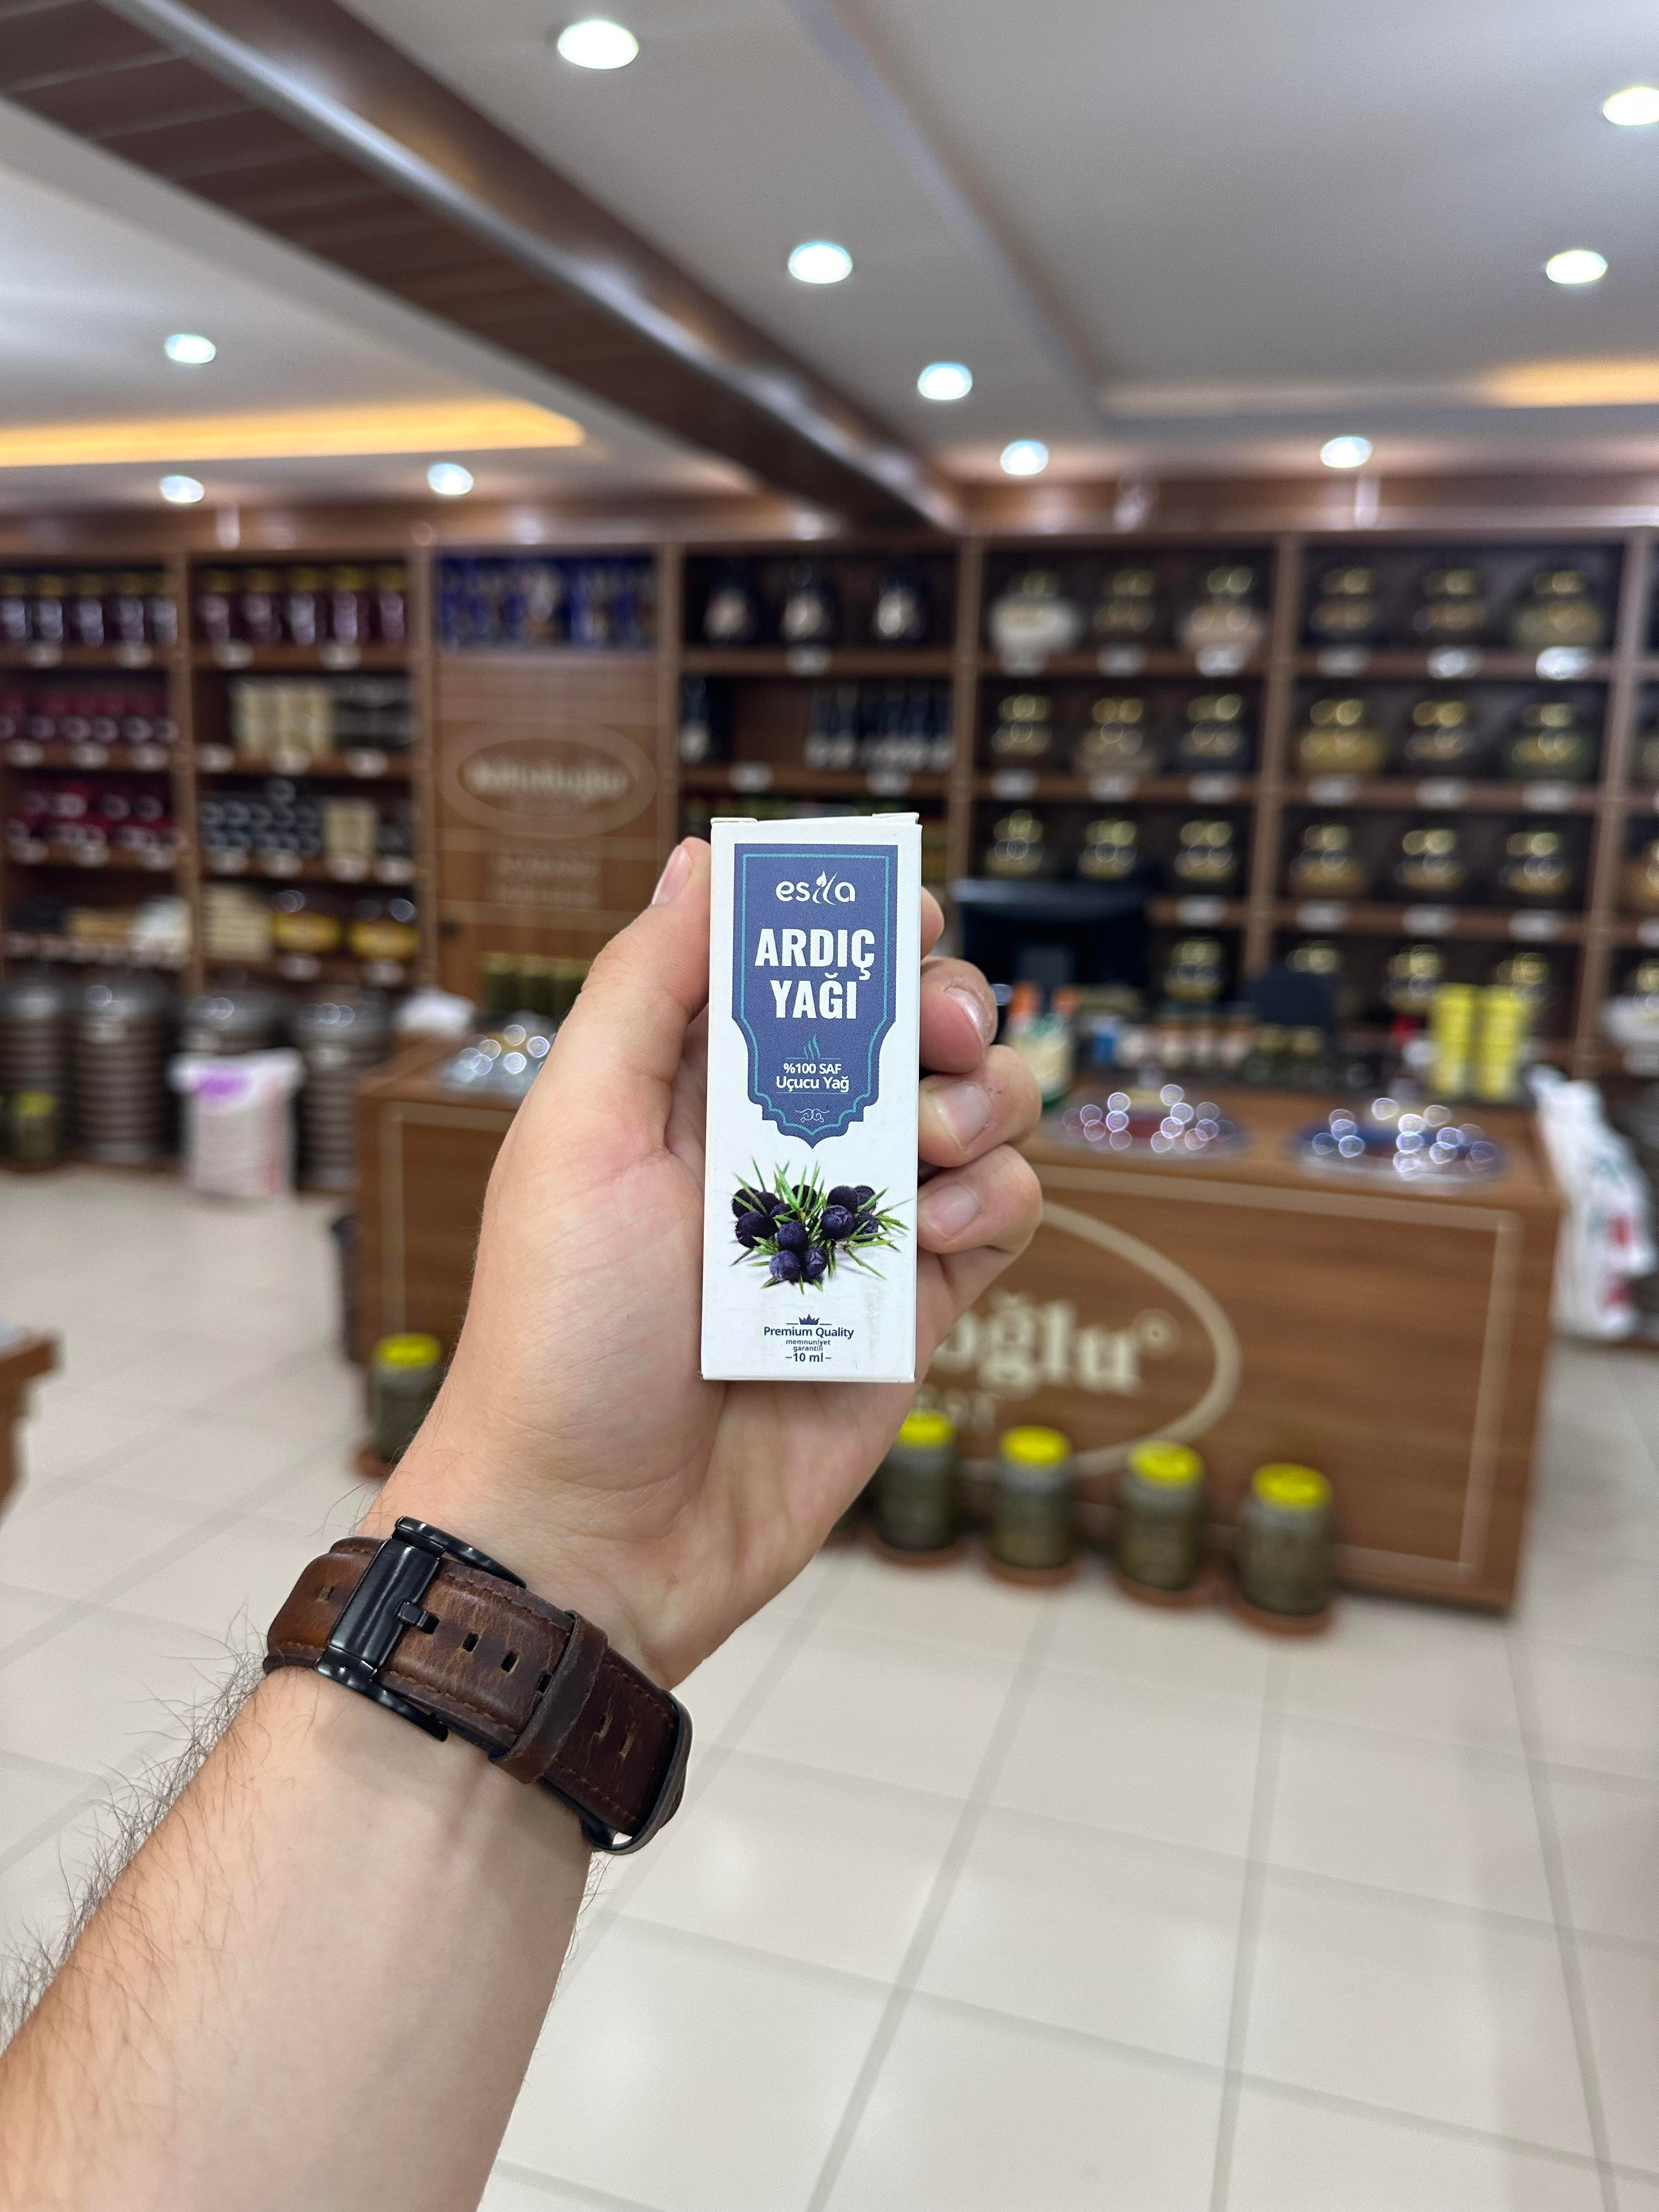 esila
ARDIÇ
YAĞI
%100 SAF
Uçucu Yağ
Premium Quality
memnuniyet
garantili
10 ml